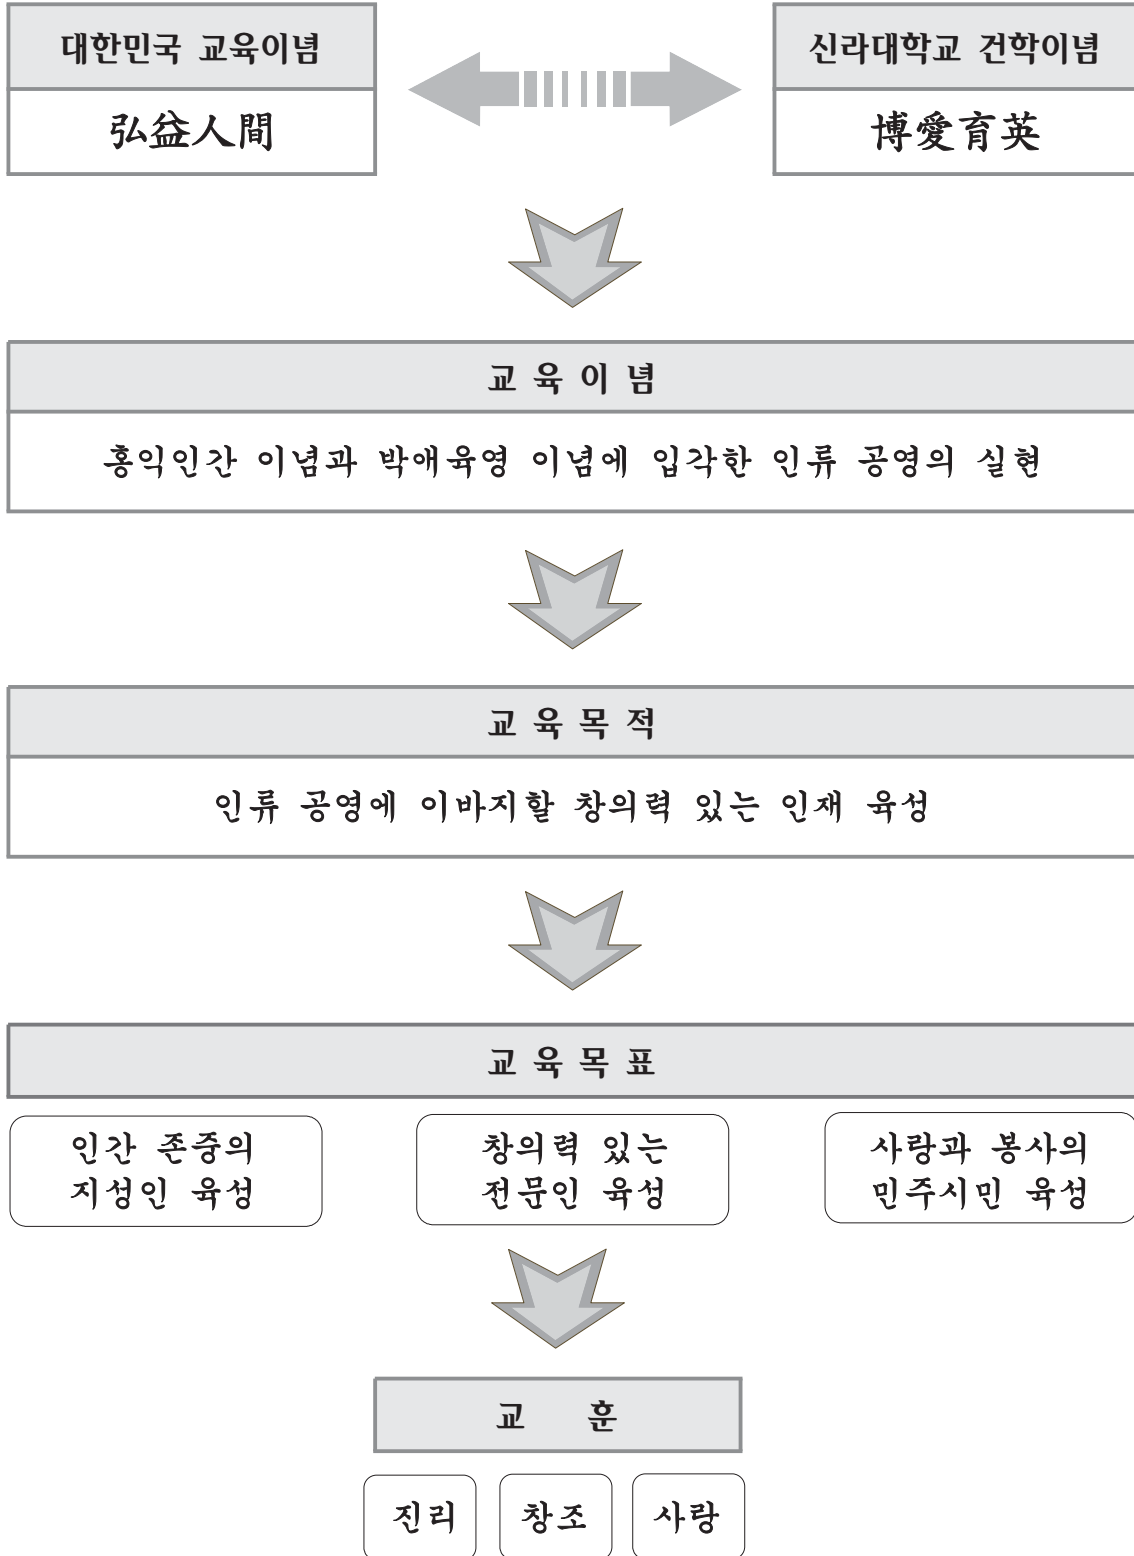 대한민국 교육이념
弘益人間
신라대학교 건학이념
博愛育英
교 육 이 념
홍익인간 이념과 박애육영 이념에 입각한 인류 공영의 실현
교 육 목 적
인류 공영에 이바지할 창의력 있는 인재 육성
교 육 목 표
인간 존중의
지성인 육성
창의력 있는
전문인 육성
사랑과 봉사의
민주시민 육성
교 훈
진리
창조
사랑